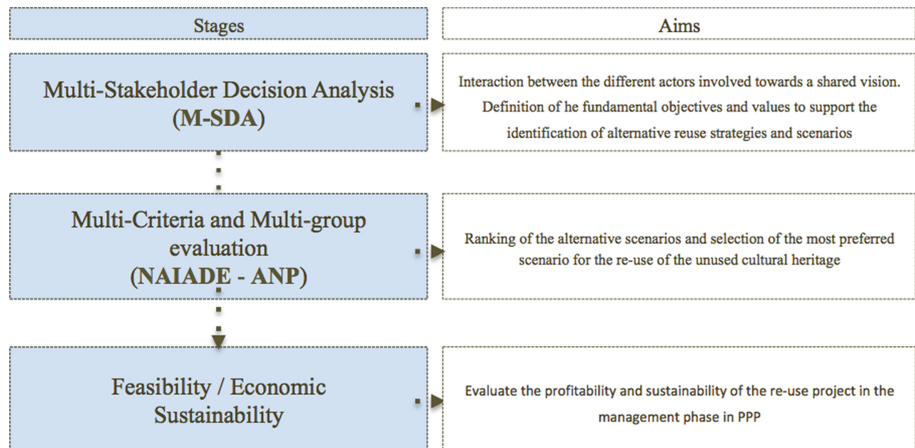 Stages
Aims
Multi-Stakeholder Decision Analysis
(M-SDA)
Interaction between the different actors involved towards a shared vision.
Definition of he fundamental objectives and values to support the
identification of alternative reuse strategies and scenarios
Multi-Criteria and Multi-group
evaluation
(NAIADE - ANP)
Ranking of the alternative scenarios and selection of the most preferred
scenario for the re-use of the unused cultural heritage
Feasibility / Economic
Sustainability
Evaluate the profitability and sustainability of the re-use project in the
management phase in PPP